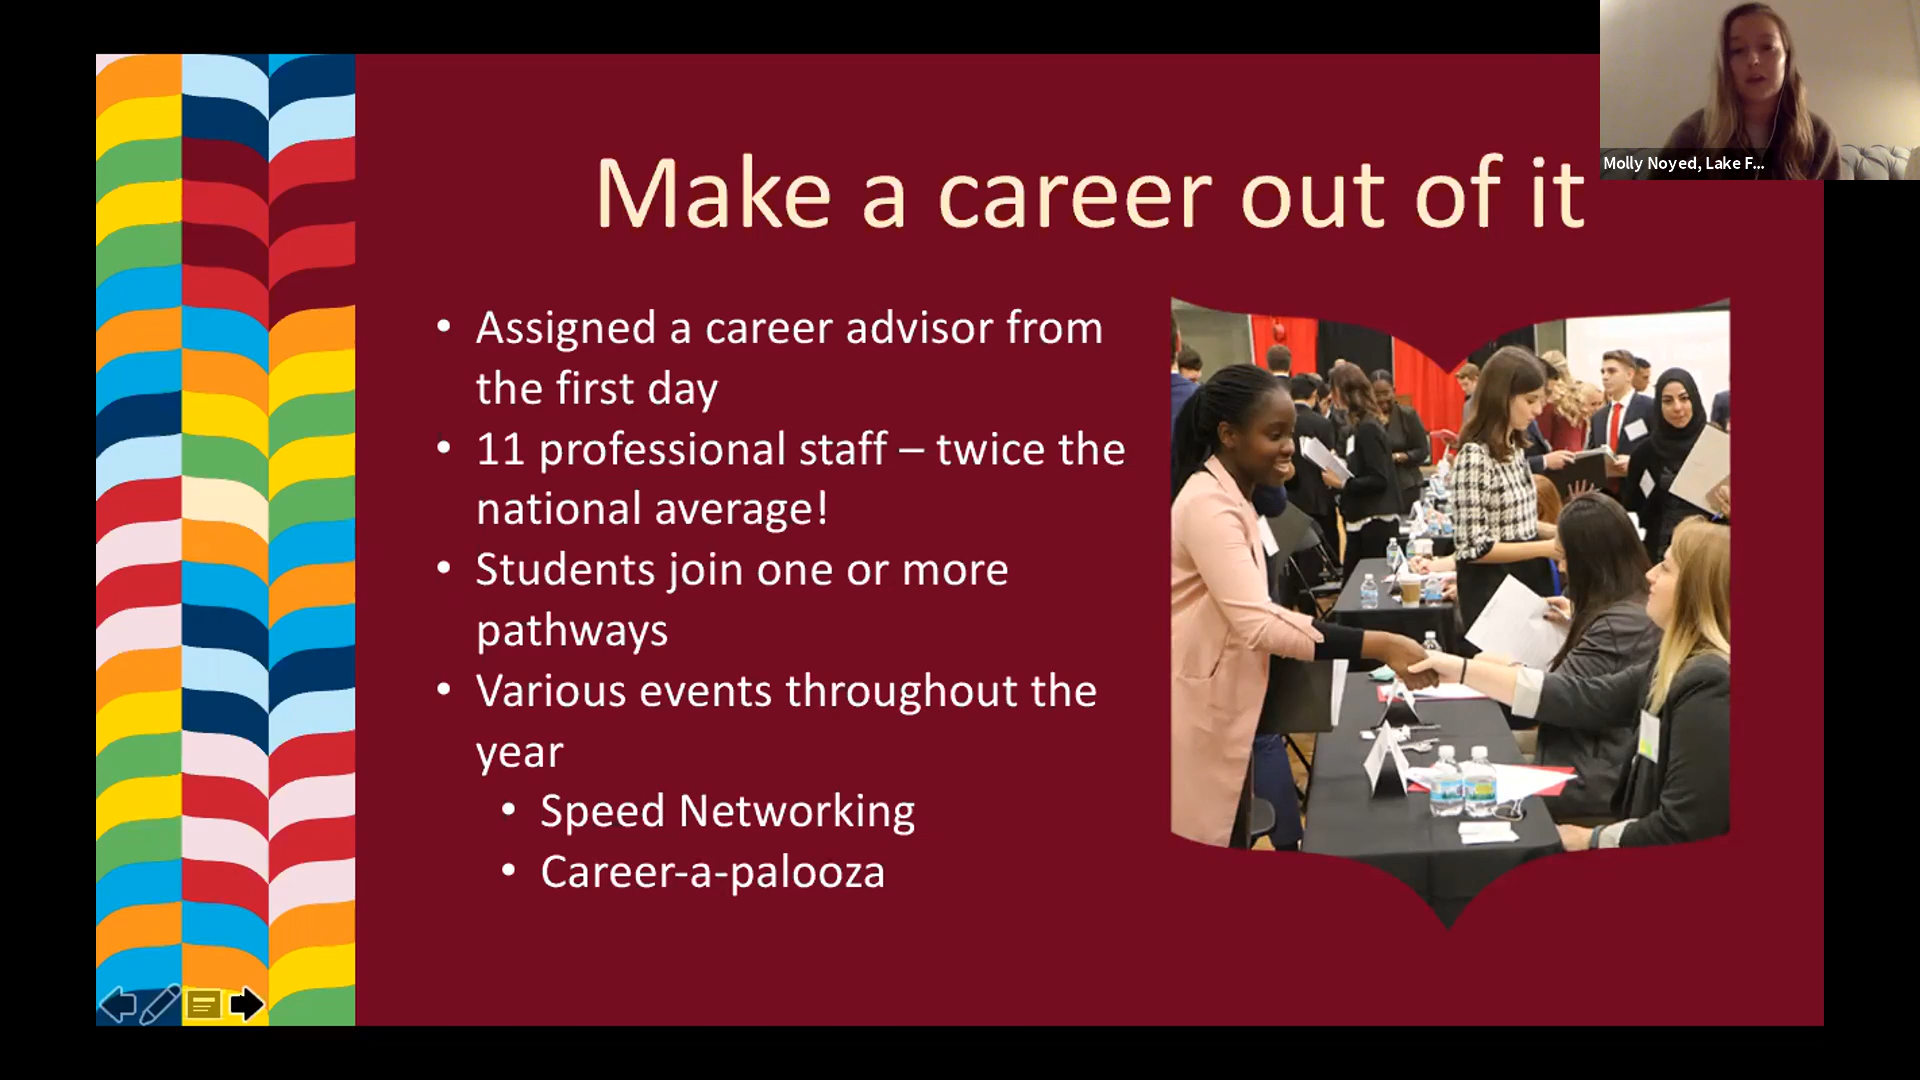 Make a career out of it
Molly Noyed, Lake F...
• Assigned a career advisor from
the first day
• 11 professional staff – twice the
national average!
• Students join one or more
pathways
• Various events throughout the
year
• Speed Networking
• Career-a-palooza